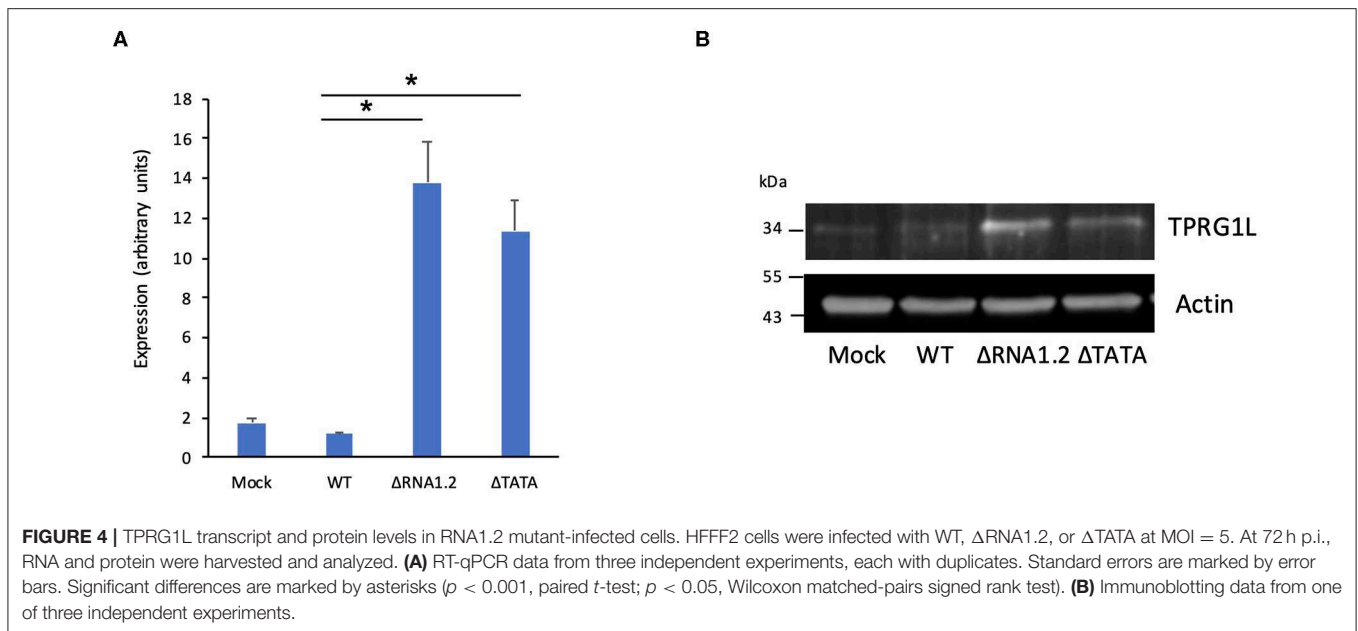 A
B
*
*
18
16
14
12
10
8
6
4
2
0
Expression (arbitrary units)
Mock WT ΔRNA1.2 ΔTATA
kDa
34
TPRG1L
55
43
Actin
Mock WT ΔRNA1.2 ΔTATA
FIGURE 4 | TPRG1L transcript and protein levels in RNA1.2 mutant-infected cells. HFFF2 cells were infected with WT, ΔRNA1.2, or ΔTATA at MOI = 5. At 72 h p.i.,
RNA and protein were harvested and analyzed. (A) RT-qPCR data from three independent experiments, each with duplicates. Standard errors are marked by error
bars. Significant differences are marked by asterisks (p < 0.001, paired t-test; p < 0.05, Wilcoxon matched-pairs signed rank test). (B) Immunoblotting data from one
of three independent experiments.